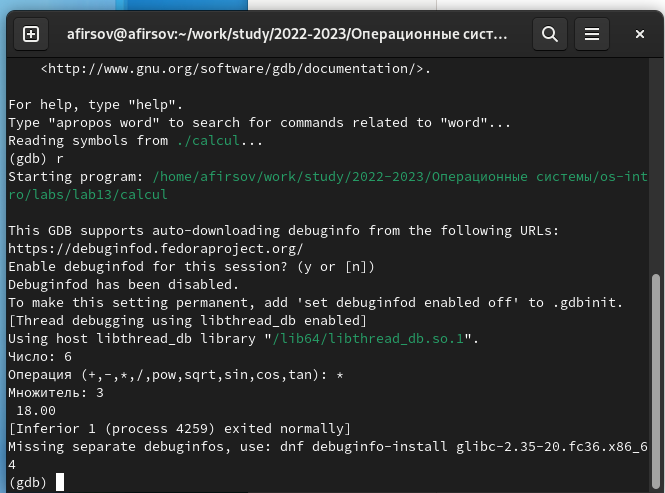 afirsov@afirsov:~/work/study/2022-2023/Операционные сист...
<http://www.gnu.org/software/gdb/documentation/>.
For help, type "help".
Type "apropos word" to search for commands related to "word"...
Reading symbols from ./calcul...
(gdb) r
Starting program: /home/afirsov/work/study/2022-2023/Операционные системы/os-int
ro/labs/lab13/calcul
This GDB supports auto-downloading debuginfo from the following URLs:
https://debuginfod.fedoraproject.org/
Enable debuginfod for this session? (y or [n])
Debuginfod has been disabled.
To make this setting permanent, add 'set debuginfod enabled off' to .gdbinit.
[Thread debugging using libthread_db enabled]
Using host libthread_db library "/lib64/libthread_db.so.1".
Число: 6
Операция (+,-,*,/,pow,sqrt,sin,cos,tan): *
Множитель: 3
18.00
[Inferior 1 (process 4259) exited normally]
Missing separate debuginfos, use: dnf debuginfo-install glibc-2.35-20.fc36.x86_6
4
(gdb)